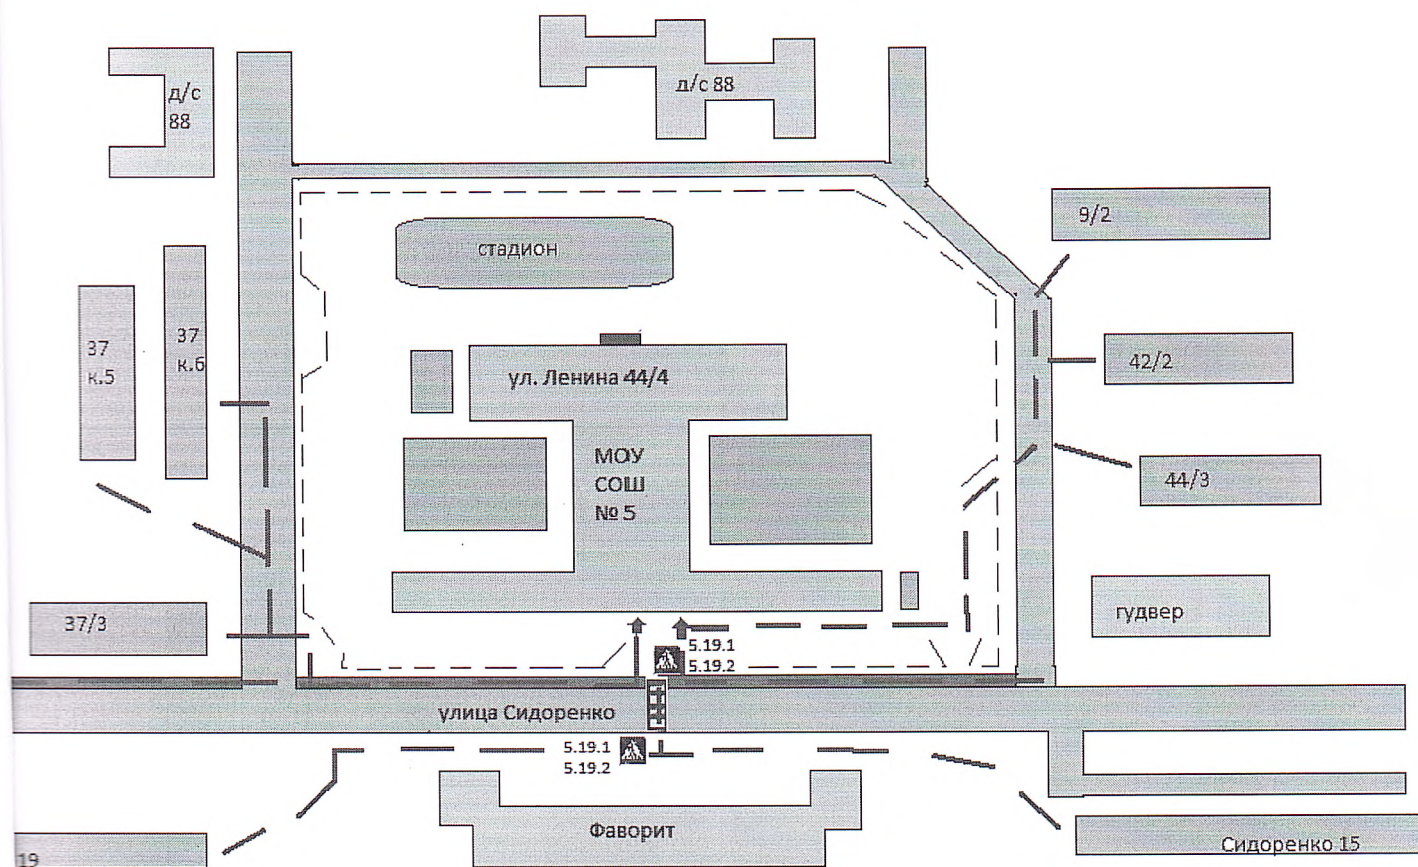 д/с
88
д/с 88
9/2
стадион
37
к.5
37
к.6
42/2
ул. Ленина 44/4
МОУ
СОШ
№ 5
44/3
37/3
гудвер
5.19.1
5.19.2
улица Сидоренко
5.19.1
5.19.2
Фаворит
Сидоренко 15
19